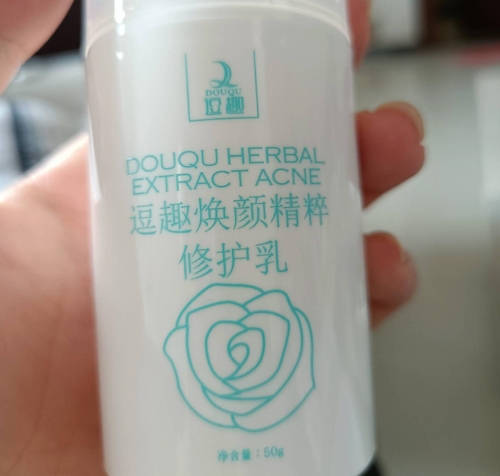 DOUQU
逗趣
DOUQU HERBAL
EXTRACT ACNE
逗趣焕颜精粹
修护乳
净含量：50g